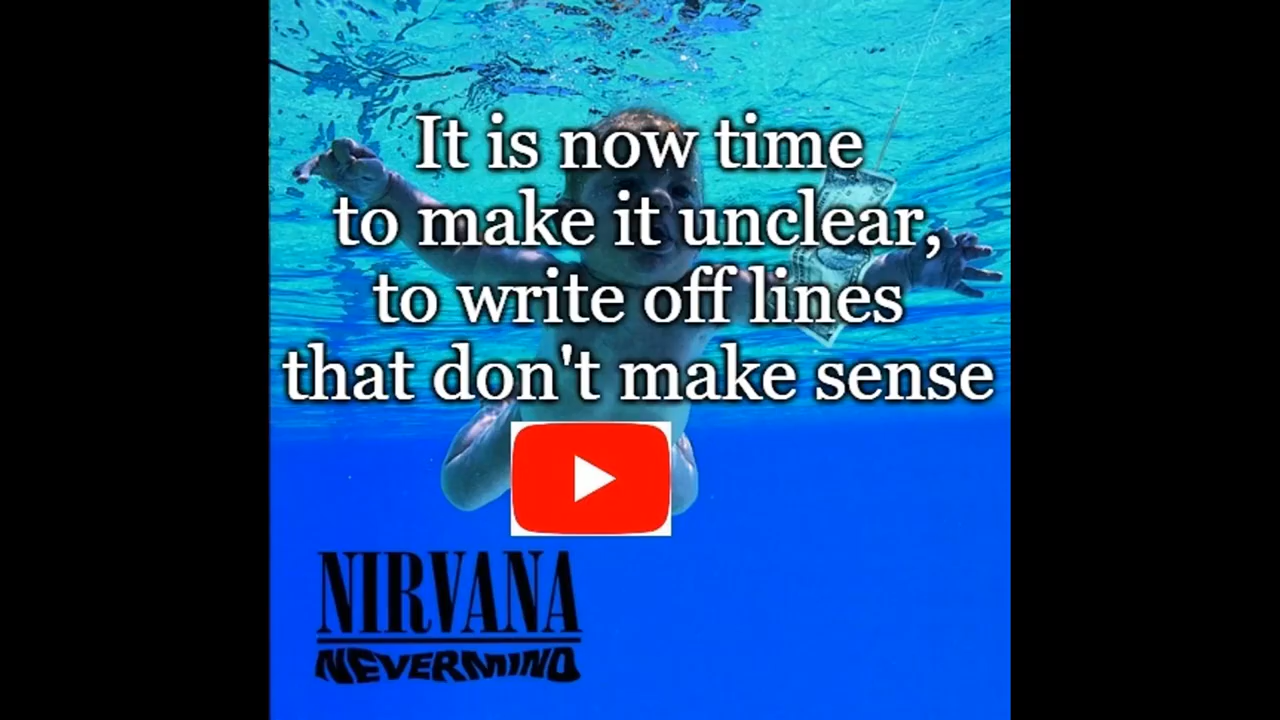 It is now time
to make it unclear,
to write off lines
that don't make sense
NIRVANA
NEVERMIND